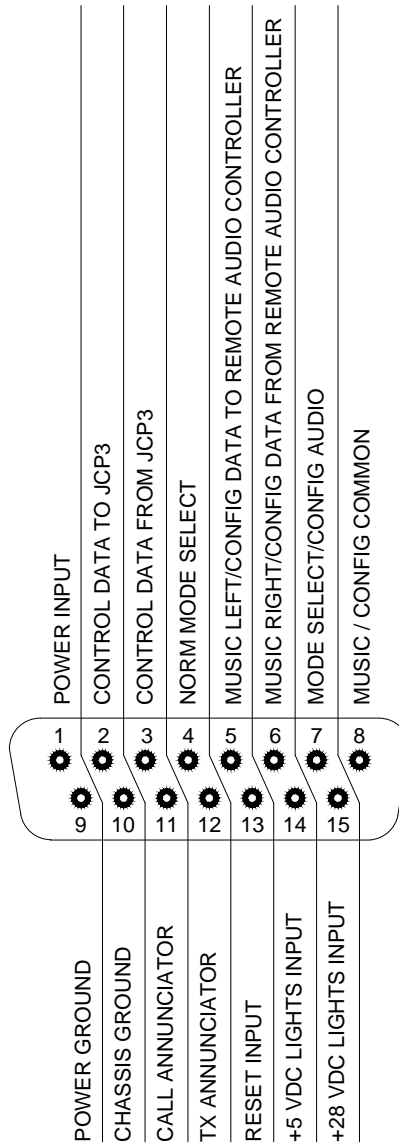 POWER INPUT
CONTROL DATA TO JCP3
CONTROL DATA FROM JCP3
NORM MODE SELECT
MUSIC LEFT/CONFIG DATA TO REMOTE AUDIO CONTROLLER
MUSIC RIGHT/CONFIG DATA FROM REMOTE AUDIO CONTROLLER
MODE SELECT/CONFIG AUDIO
MUSIC / CONFIG COMMON
1 2 3 4 5 6 7 8
9 10 11 12 13 14 15
POWER GROUND
CHASSIS GROUND
CALL ANNUNCIATOR
TX ANNUNCIATOR
RESET INPUT
+5 VDC LIGHTS INPUT
+28 VDC LIGHTS INPUT